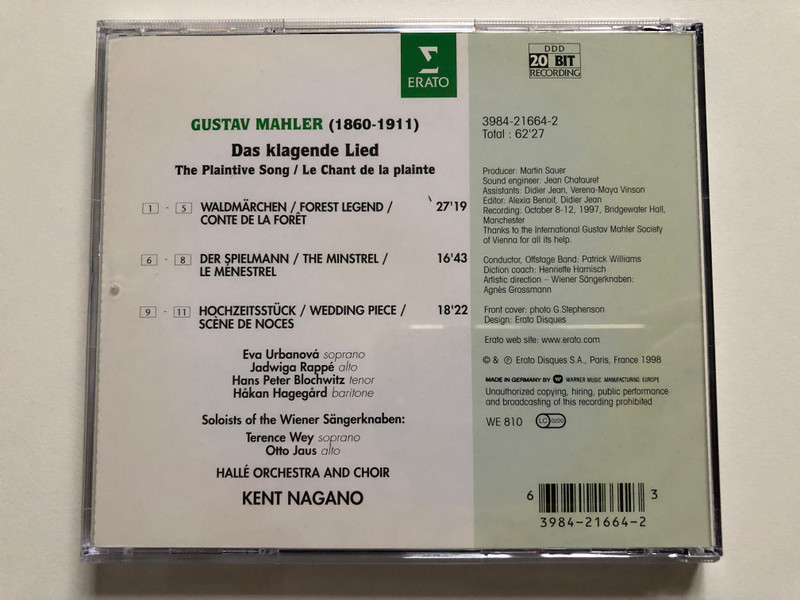 ERATO
GUSTAV MAHLER (1860-1911)
Das klagende Lied
The Plaintive Song / Le Chant de la plainte
1 - 5 WALDMÄRCHEN / FOREST LEGEND / 27'19
CONTE DE LA FORÊT
6 - 8 DER SPIELMANN / THE MINSTREL / 16'43
LE MÉNESTREL
9 - 11 HOCHZEITSSTÜCK / WEDDING PIECE / 18'22
SCÈNE DE NOCES
Eva Urbanová soprano
Jadwiga Rappé alto
Hans Peter Blochwitz tenor
Håkan Hagegård baritone
Soloists of the Wiener Sängerknaben:
Terence Wey soprano
Otto Jaus alto
HALLÉ ORCHESTRA AND CHOIR
KENT NAGANO
DDD
20 BIT
RECORDING
3984-21664-2
Total : 62'27
Producer: Martin Sauer
Sound engineer: Jean Chatauret
Assistants: Didier Jean, Verena-Maya Vinson
Editor: Alexia Benoit, Didier Jean
Recording: October 8-12, 1997, Bridgewater Hall,
Manchester
Thanks to the International Gustav Mahler Society
of Vienna for all its help.
Conductor, Offstage Band: Patrick Williams
Diction coach: Henriette Harnisch
Artistic direction – Wiener Sängerknaben:
Agnès Grossmann
Front cover: photo G.Stephenson
Design: Erato Disques
Erato web site: www.erato.com
© & ℗ Erato Disques S.A., Paris, France 1998
MADE IN GERMANY BY WARNER MUSIC MANUFACTURING EUROPE
Unauthorized copying, hiring, public performance
and broadcasting of this recording prohibited
WE 810 LC 0200
6 3
3984-21664-2